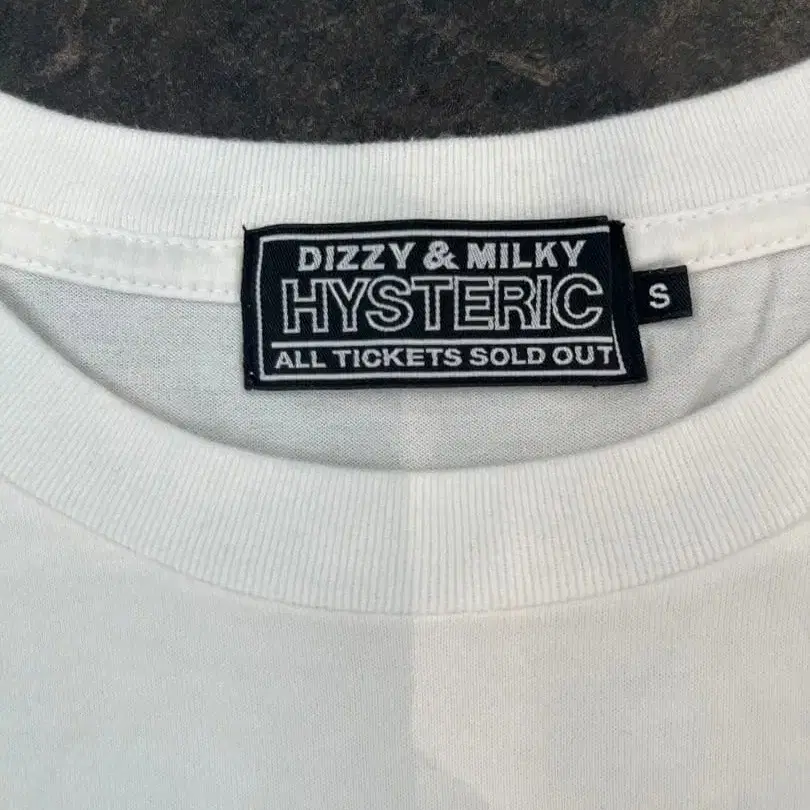 DIZZY & MILKY
HYSTERIC
ALL TICKETS SOLD OUT
S